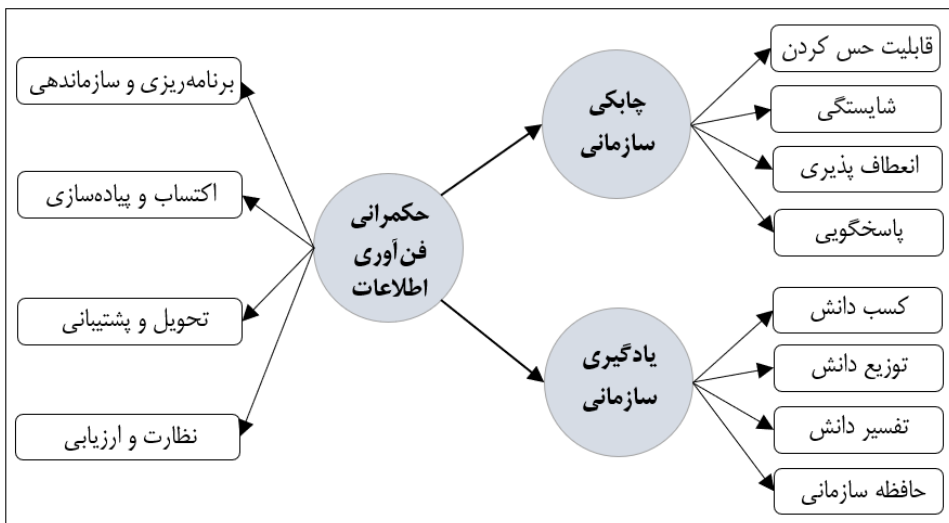 قابلیت حس کردن
شایستگی
انعطاف پذیری
پاسخگویی
چابکی
سازمانی
کسب دانش
توزیع دانش
تفسیر دانش
حافظه سازمانی
یادگیری
سازمانی
حکمرانی
فن‌آوری
اطلاعات
برنامه‌ریزی و سازماندهی
اکتساب و پیاده‌سازی
تحویل و پشتیبانی
نظارت و ارزیابی